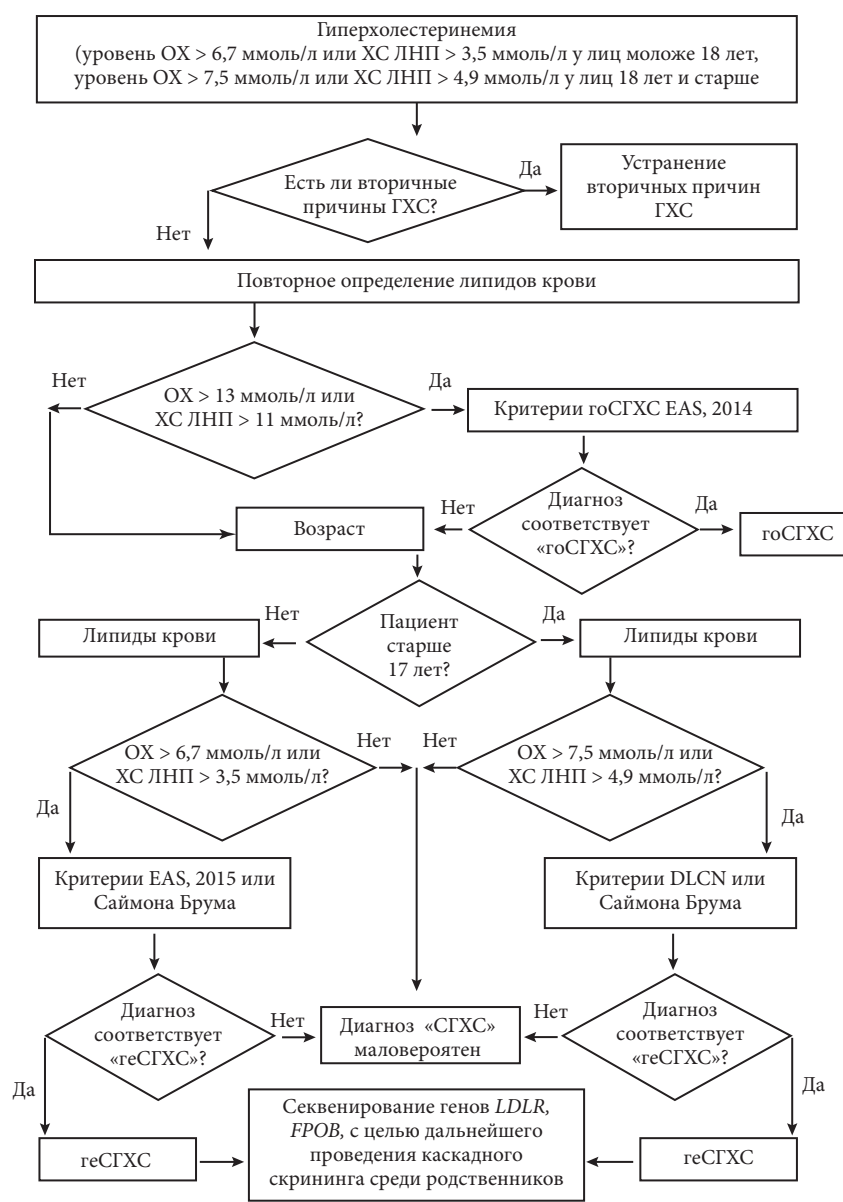 Гиперхолестеринемия
(уровень ОХ > 6,7 ммоль/л или ХС ЛНП > 3,5 ммоль/л у лиц моложе 18 лет,
уровень ОХ > 7,5 ммоль/л или ХС ЛНП > 4,9 ммоль/л у лиц 18 лет и старше
Есть ли вторичные
причины ГХС?
Да
Устранение
вторичных причин
ГХС
Нет
Повторное определение липидов крови
Нет
ОХ > 13 ммоль/л или
ХС ЛНП > 11 ммоль/л?
Да
Критерии гоСГХС EAS, 2014
Возраст
Нет
Диагноз
соответствует
«гоСГХС»?
Да
гоСГХС
Липиды крови
Нет
Пациент
старше
17 лет?
Да
Липиды крови
ОХ > 6,7 ммоль/л или
ХС ЛНП > 3,5 ммоль/л?
Нет
Нет
ОХ > 7,5 ммоль/л или
ХС ЛНП > 4,9 ммоль/л?
Да
Да
Критерии EAS, 2015 или
Саймона Брума
Критерии DLCN или
Саймона Брума
Диагноз
соответствует
«геСГХС»?
Нет
Диагноз «СГХС»
маловероятен
Нет
Диагноз
соответствует
«геСГХС»?
Да
Да
геСГХС
Секвенирование генов LDLR,
FPOB, с целью дальнейшего
проведения каскадного
скрининга среди родственников
геСГХС